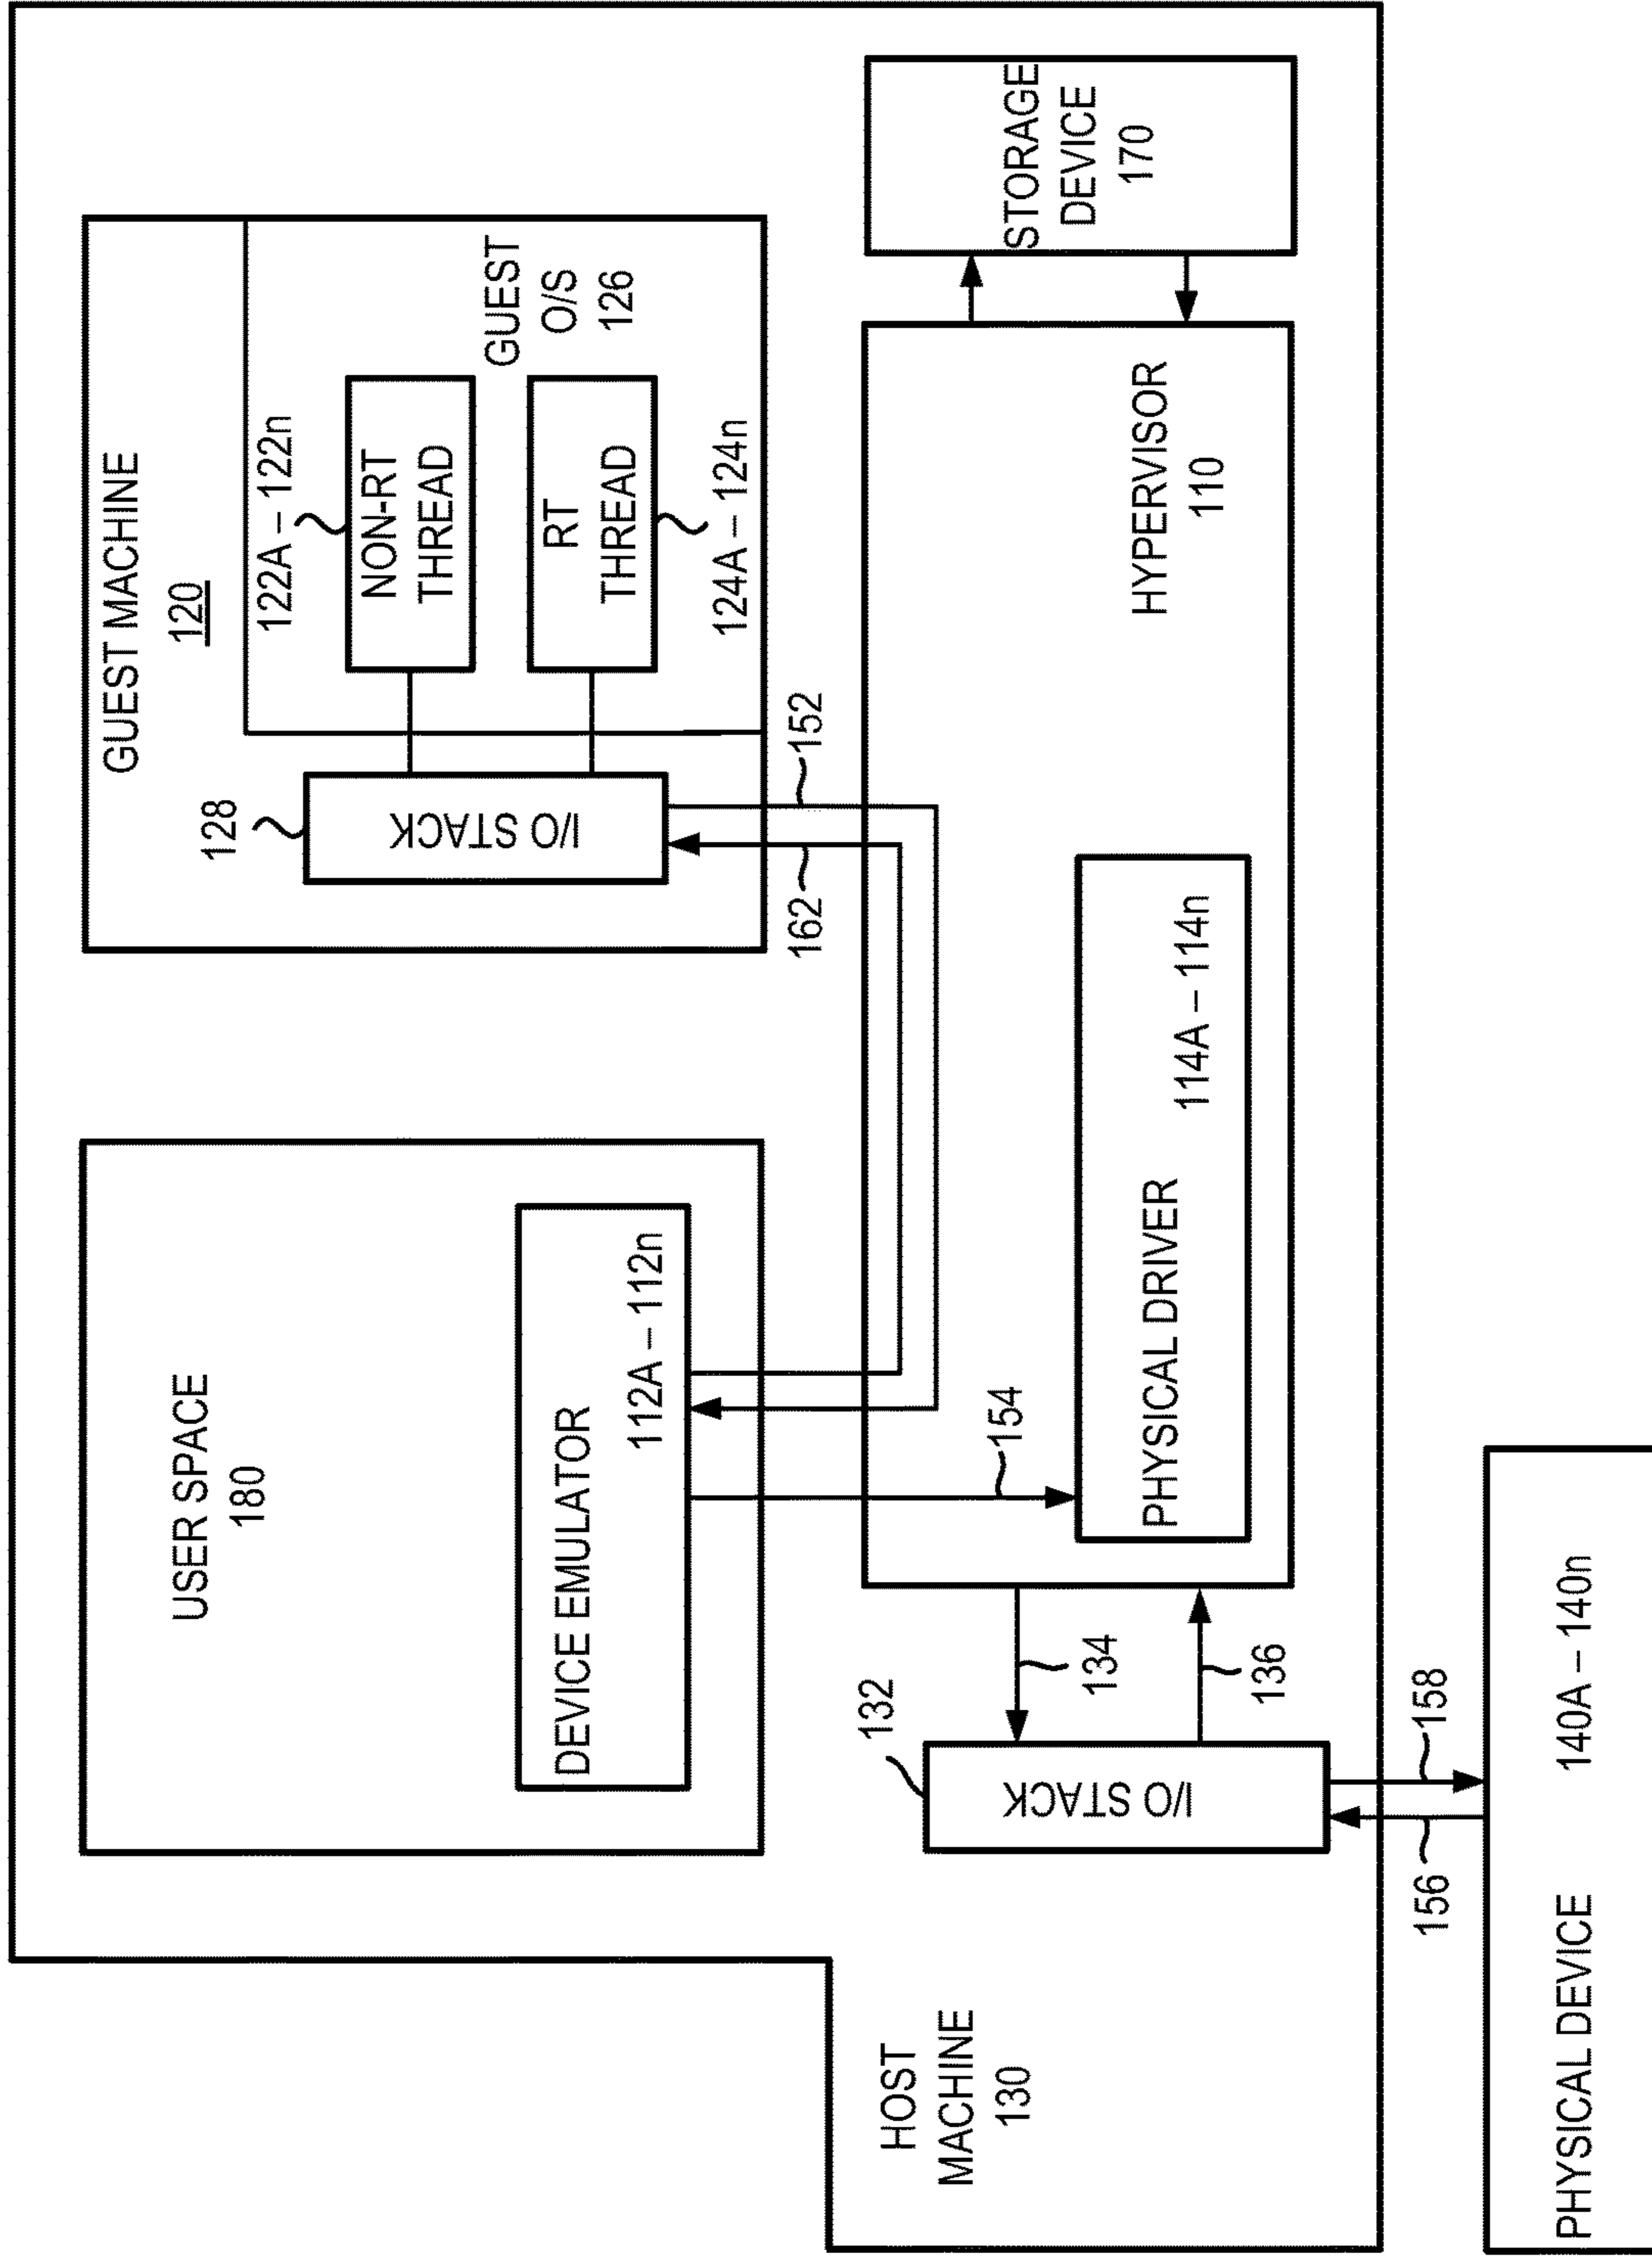 USER SPACE
180
DEVICE EMULATOR
112A – 112n
GUEST MACHINE
120
128
I/O STACK
122A – 122n
NON-RT
THREAD
RT
THREAD
124A – 124n
GUEST
O/S
126
162
152
154
HOST
MACHINE
130
132
I/O STACK
134
136
PHYSICAL DRIVER
114A – 114n
HYPERVISOR
110
STORAGE
DEVICE
170
156
158
PHYSICAL DEVICE
140A – 140n